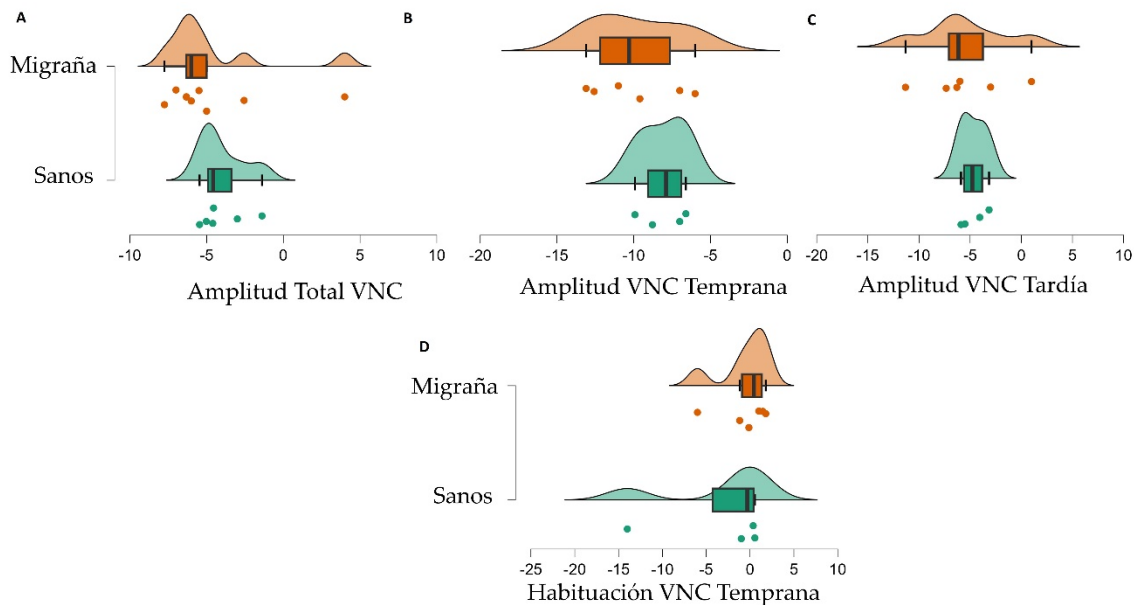 A
B
C
Migraña
Sanos
-10 -5 0 5 10
-20 -15 -10 -5 0
-20 -15 -10 -5 0 5 10
Amplitud Total VNC
Amplitud VNC Temprana
Amplitud VNC Tardía
D
Migraña
Sanos
-25 -20 -15 -10 -5 0 5 10
Habituación VNC Temprana